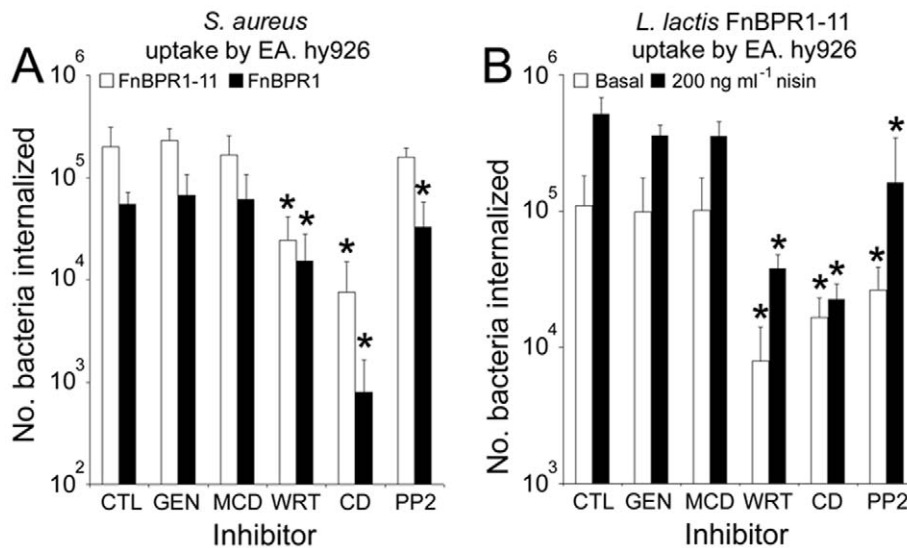 S. aureus
uptake by EA. hy926
A
FnBPR1-11 FnBPR1
No. bacteria internalized
10^6
10^5
10^4
10^3
10^2
* * * * *
CTL GEN MCD WRT CD PP2
Inhibitor
L. lactis FnBPR1-11
uptake by EA. hy926
B
Basal 200 ng ml^-1 nisin
No. bacteria internalized
10^6
10^5
10^4
10^3
* * * * * *
CTL GEN MCD WRT CD PP2
Inhibitor